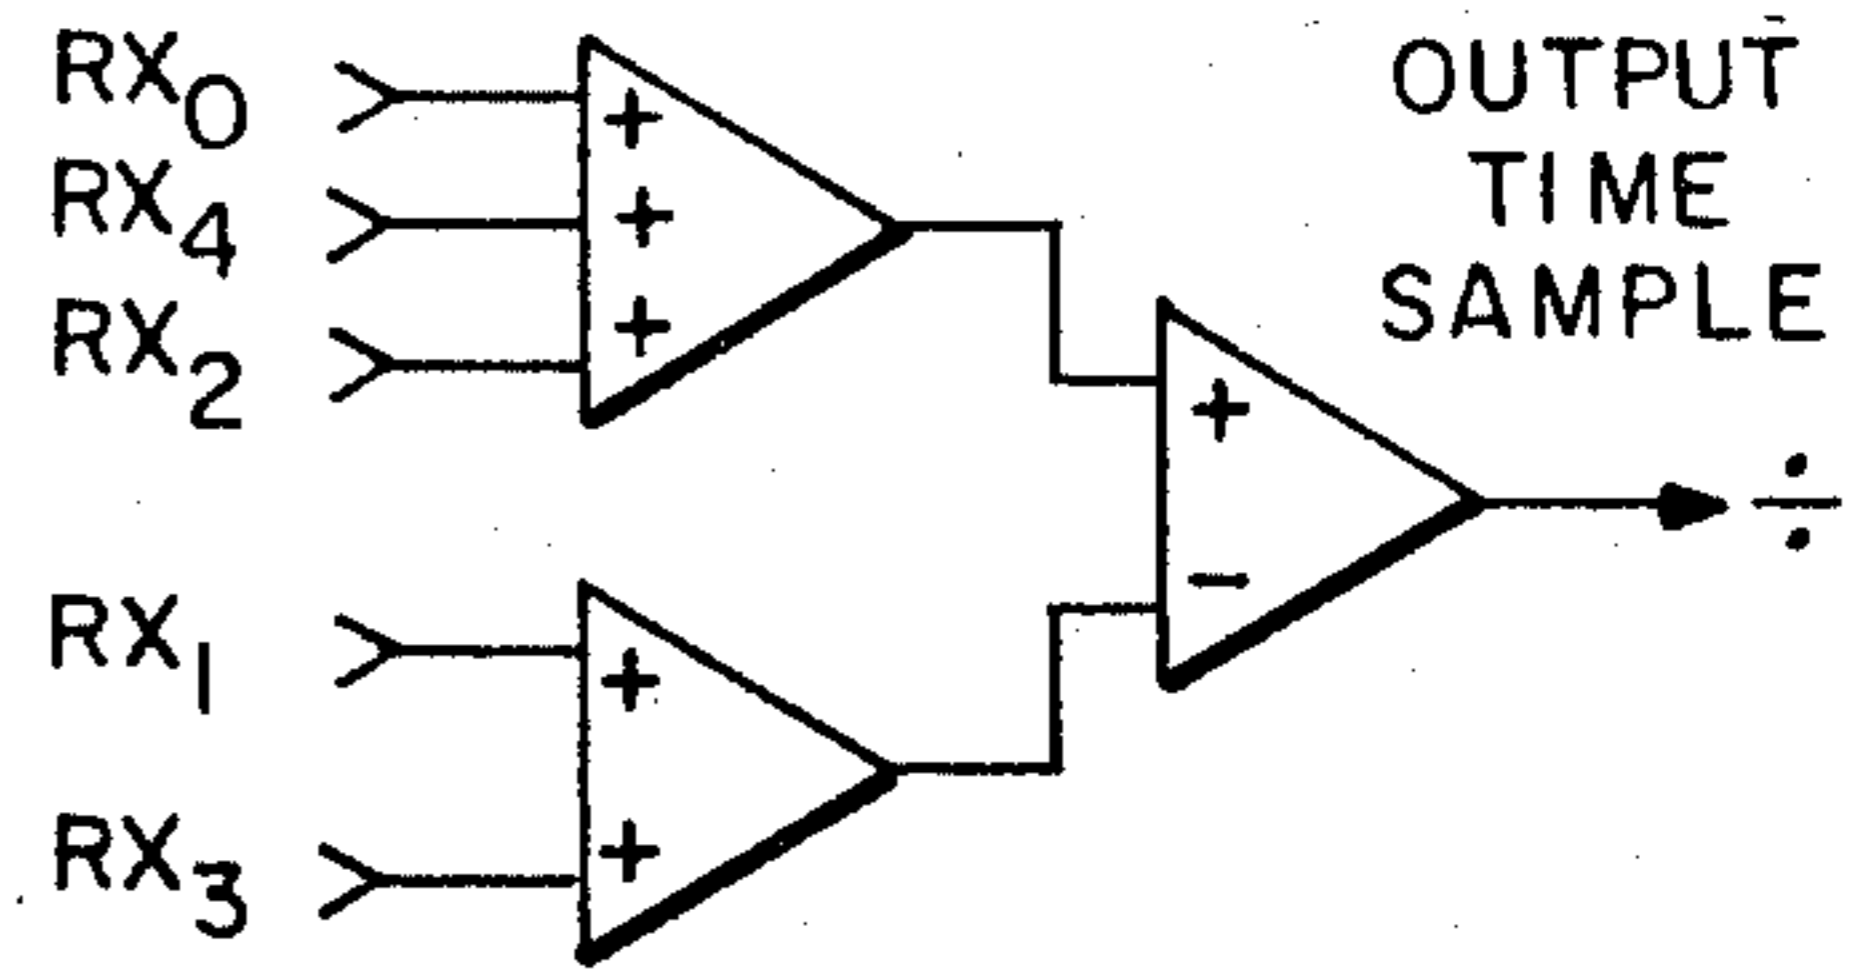 RX0
RX4
RX2
RX1
RX3
+
+
+
+
+
+
−
OUTPUT
TIME
SAMPLE
÷